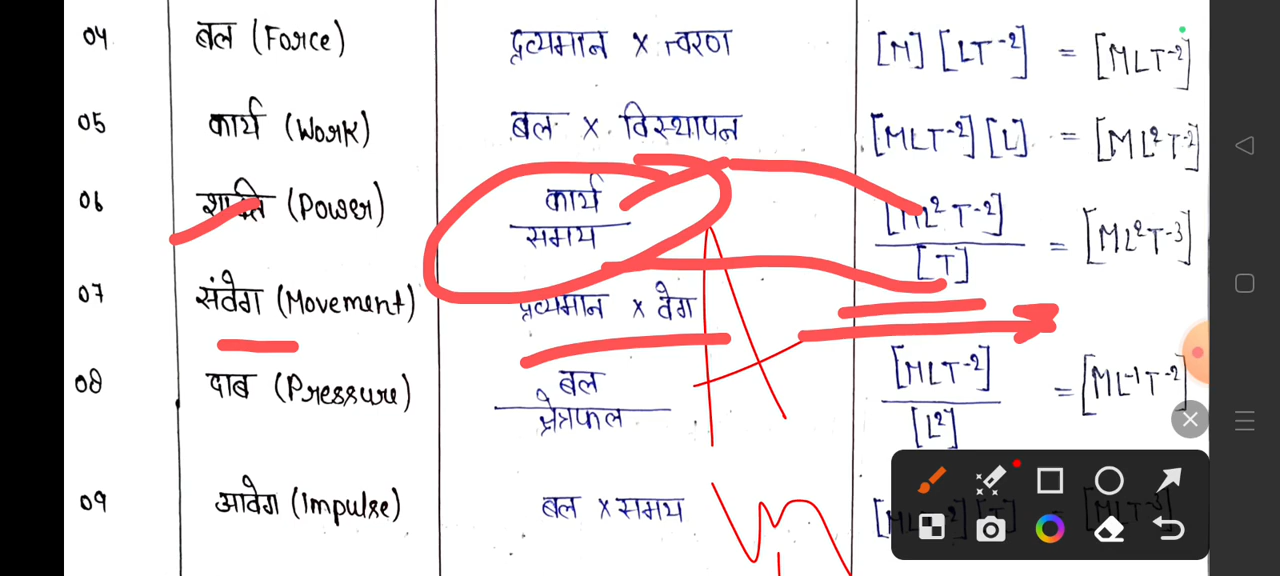 04 बल (Force) द्रव्यमान × त्वरण [M] [LT⁻²] = [MLT⁻²]
05 कार्य (Work) बल × विस्थापन [MLT⁻²] [L] = [ML²T⁻²]
06 शक्ति (Power) कार्य / समय [ML²T⁻²] / [T] = [ML²T⁻³]
07 संवेग (Movement) द्रव्यमान × वेग
08 दाब (Pressure) बल / क्षेत्रफल [MLT⁻²] / [L²] = [ML⁻¹T⁻²]
09 आवेग (Impulse) बल × समय